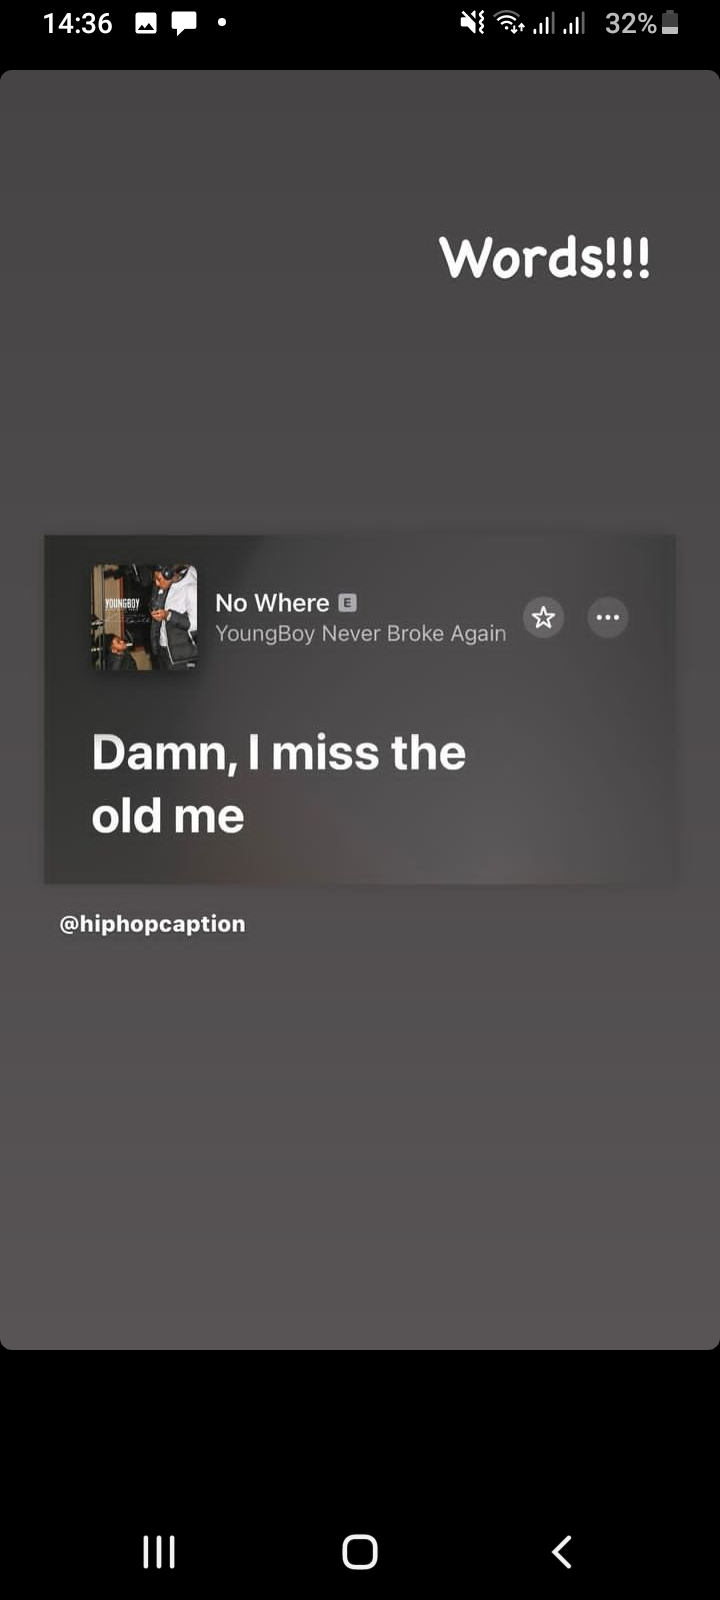 14:36
32%
Words!!!
YOUNGBOY
No Where E
YoungBoy Never Broke Again
Damn, I miss the
old me
@hiphopcaption